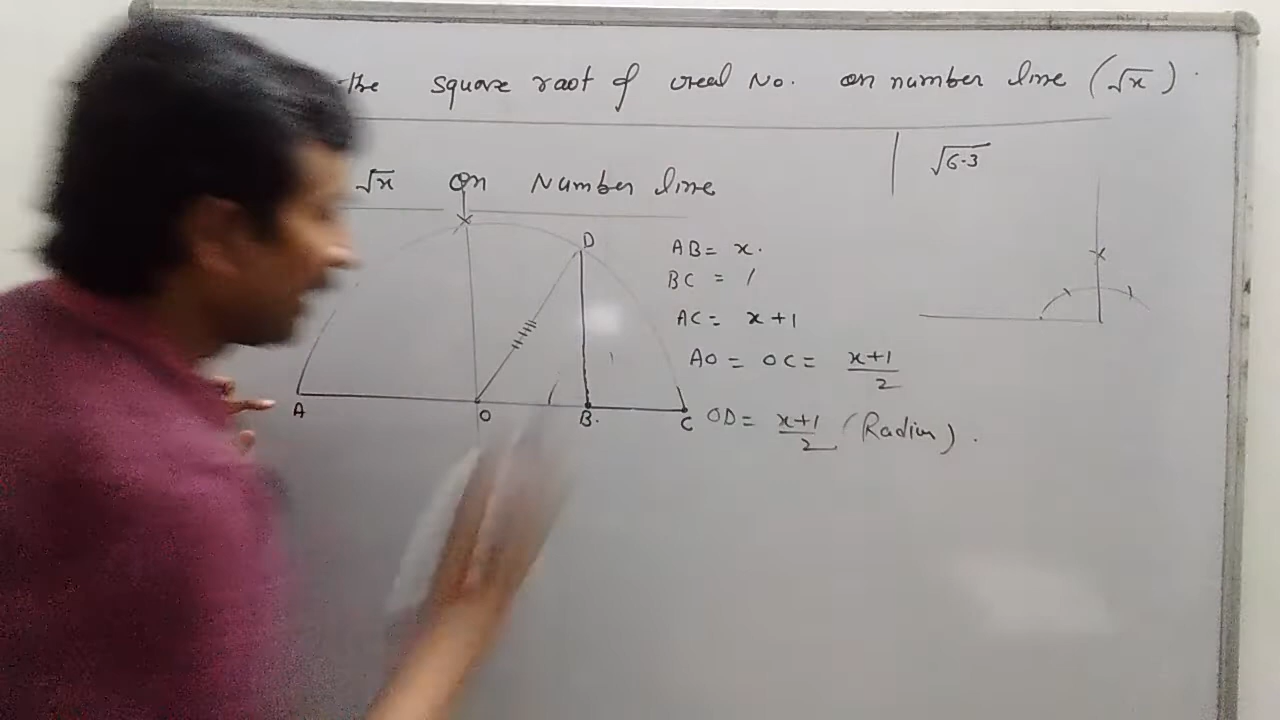 the square root of real No. on number line (√x).
√x On Number line
√6.3
D
AB = x.
BC = 1
AC = x+1
AO = OC = x+1/2
A O B. C
OD = x+1/2 (Radius).